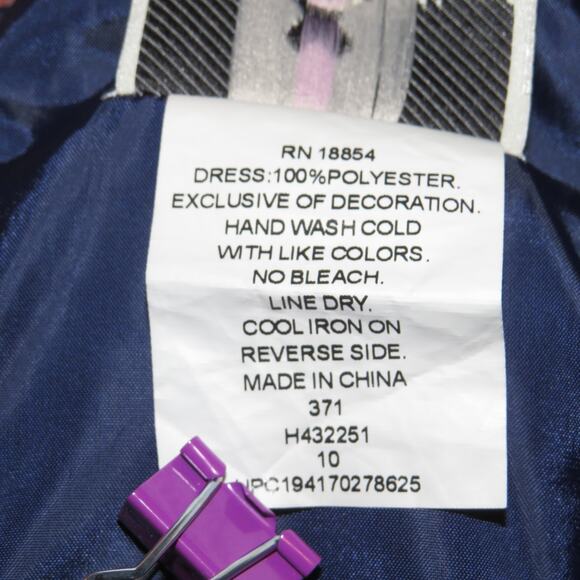 RN 18854
DRESS:100%POLYESTER.
EXCLUSIVE OF DECORATION.
HAND WASH COLD
WITH LIKE COLORS.
NO BLEACH.
LINE DRY.
COOL IRON ON
REVERSE SIDE.
MADE IN CHINA
371
H432251
10
UPC194170278625